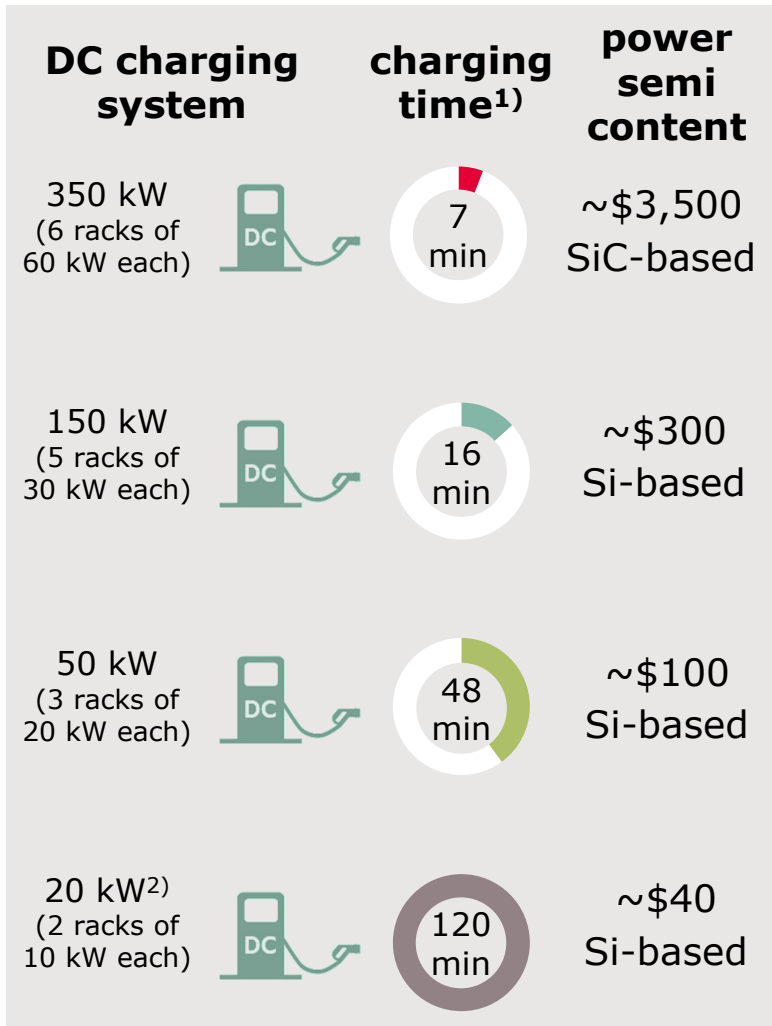 DC charging
system
charging
time¹⁾
power
semi
content
350 kW
(6 racks of
60 kW each)
DC
7
min
~$3,500
SiC-based
150 kW
(5 racks of
30 kW each)
DC
16
min
~$300
Si-based
50 kW
(3 racks of
20 kW each)
DC
48
min
~$100
Si-based
20 kW²⁾
(2 racks of
10 kW each)
DC
120
min
~$40
Si-based